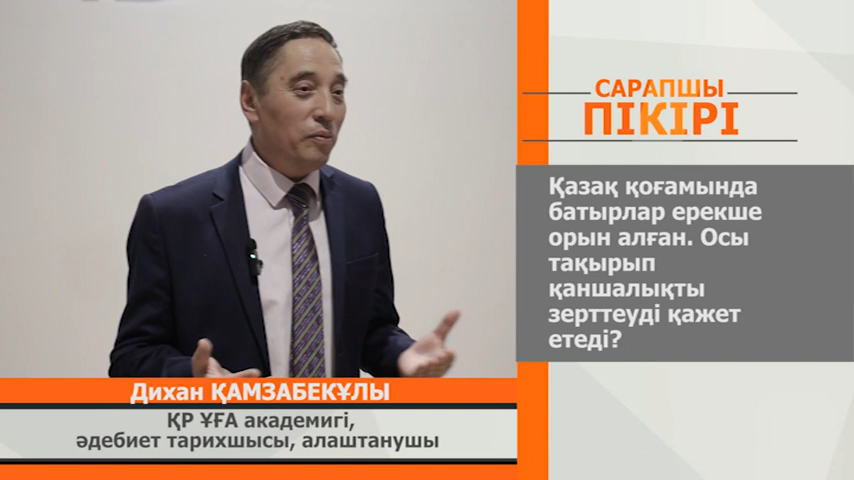 САРАПШЫ
ПІКІРІ
Қазақ қоғамында
батырлар ерекше
орын алған. Осы
тақырып
қаншалықты
зерттеуді қажет
етеді?
Дихан ҚАМЗАБЕКҰЛЫ
ҚР ҰҒА академигі,
әдебиет тарихшысы, алаштанушы